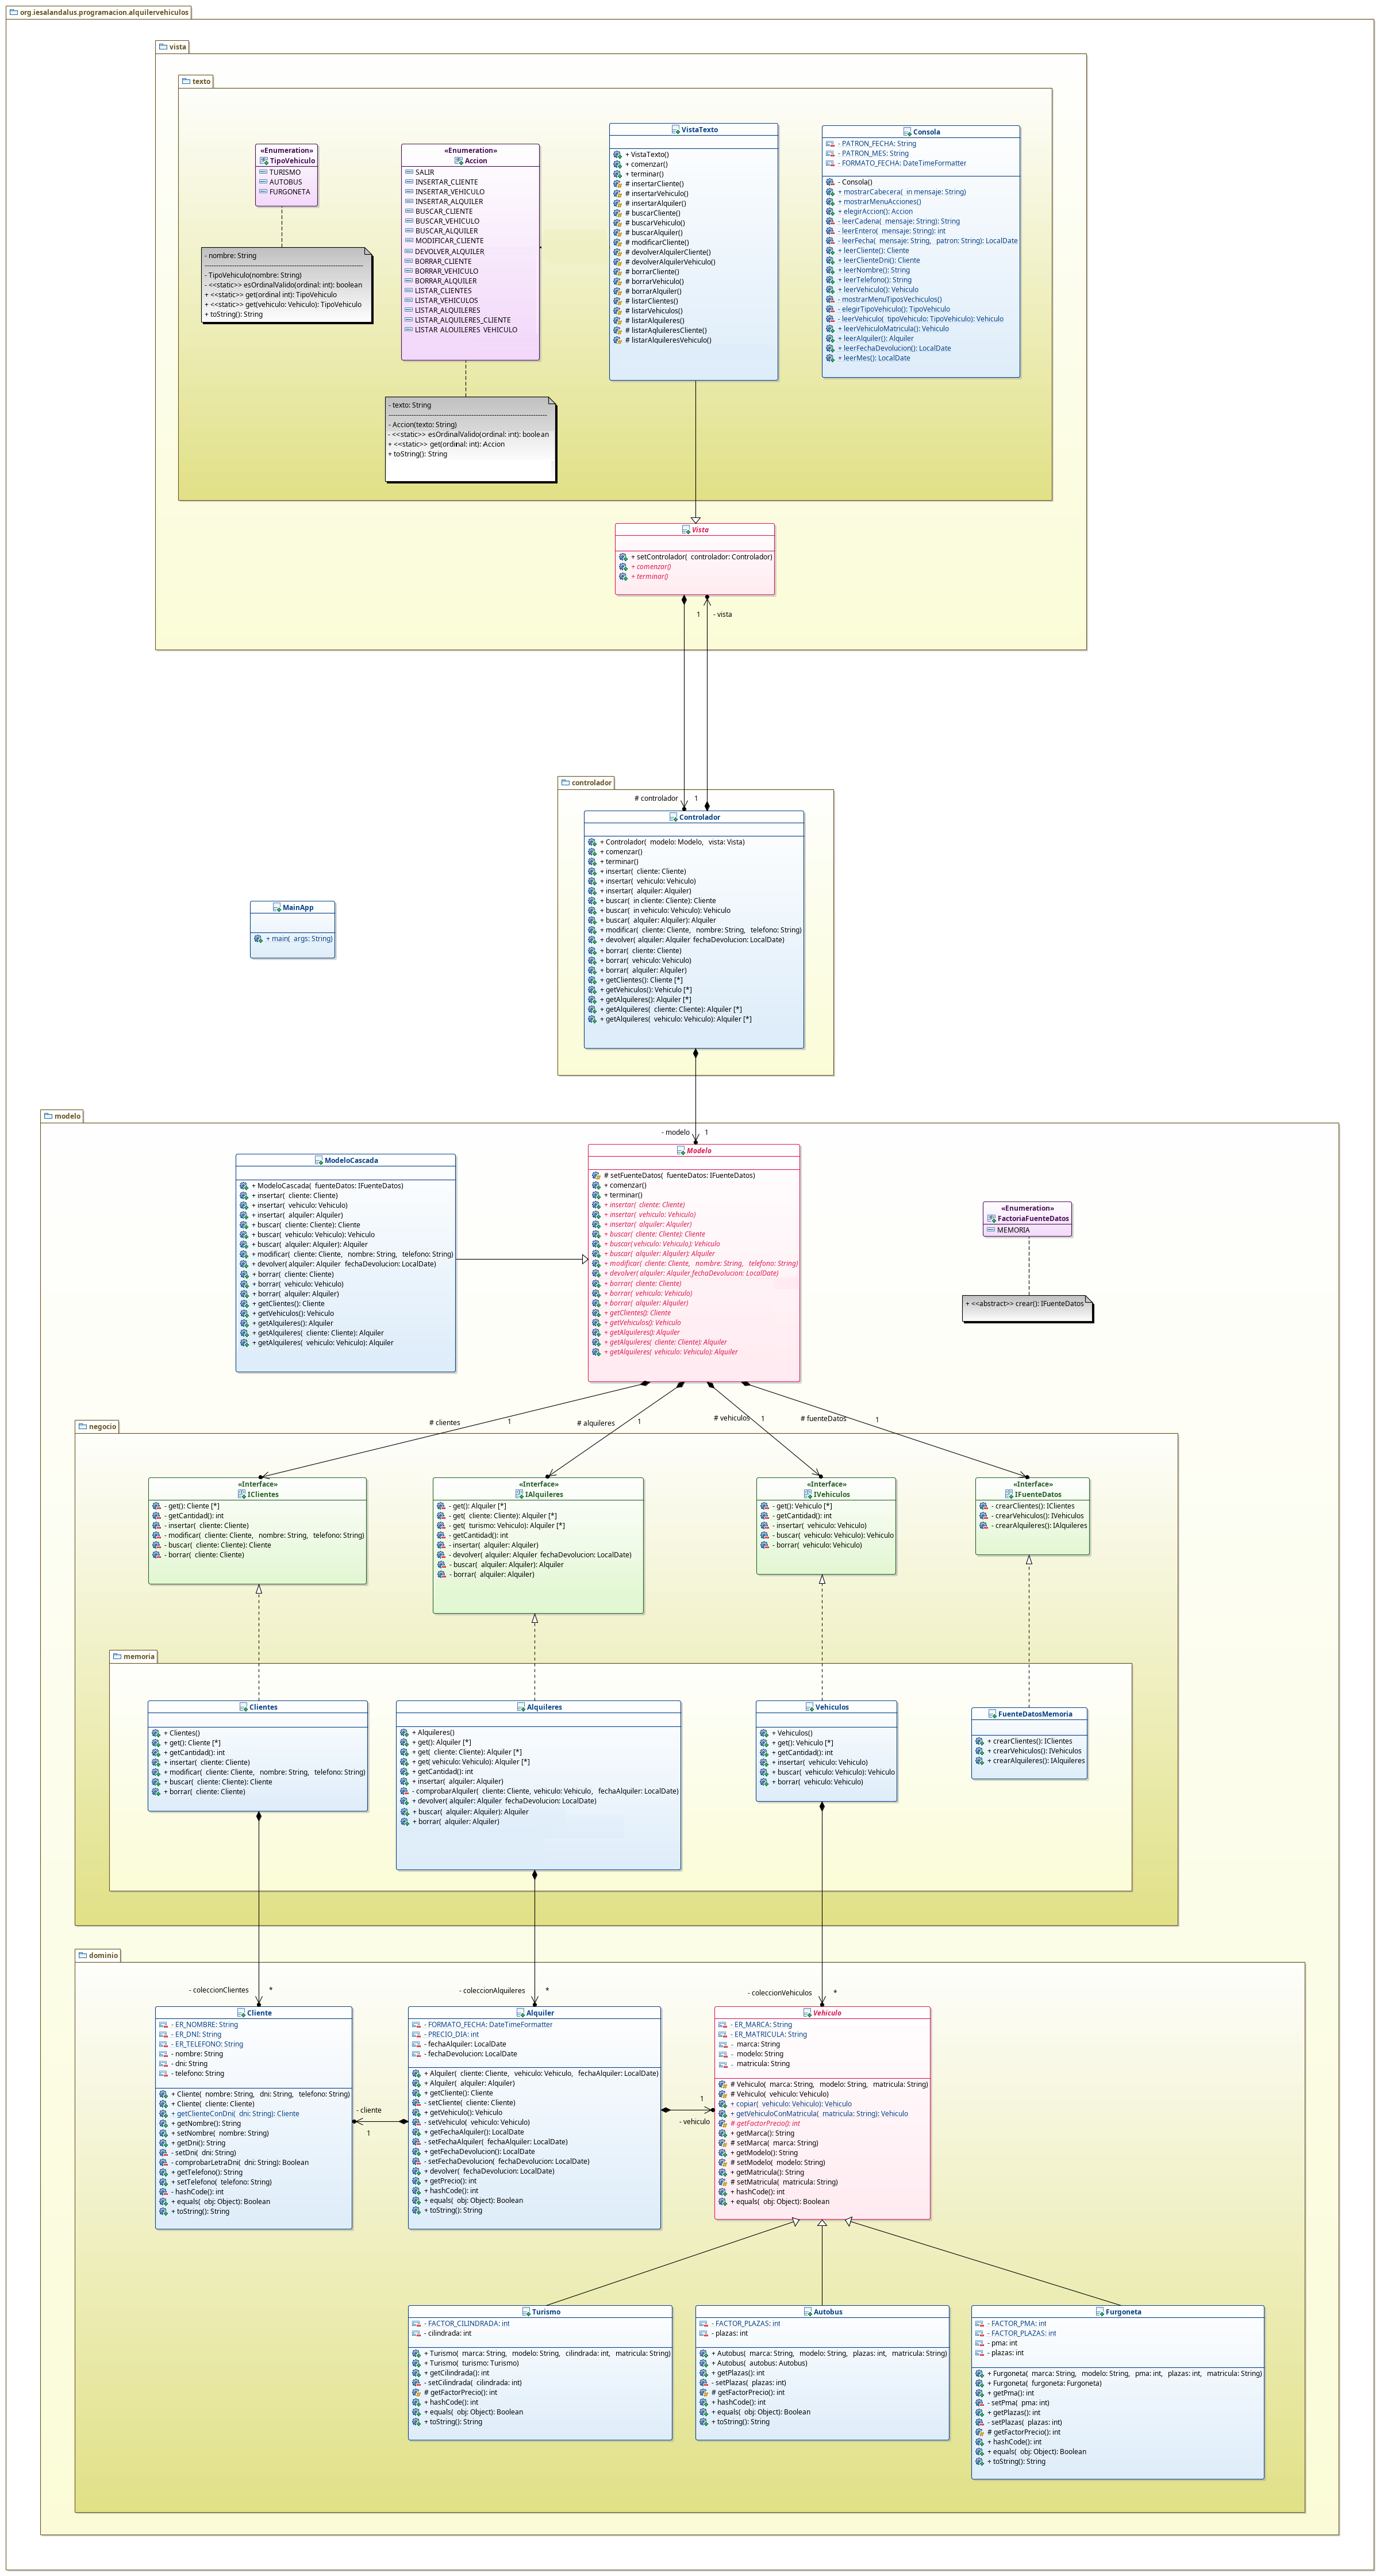 org.iesalandalus.programacion.alquilervehiculos
vista
texto
«Enumeration»
TipoVehiculo
TURISMO
AUTOBUS
FURGONETA
- nombre: String
- TipoVehiculo(nombre: String)
- <<static>> esOrdinalValido(ordinal: int): boolean
+ <<static>> get(ordinal int): TipoVehiculo
+ <<static>> get(vehiculo: Vehiculo): TipoVehiculo
+ toString(): String
«Enumeration»
Accion
SALIR
INSERTAR_CLIENTE
INSERTAR_VEHICULO
INSERTAR_ALQUILER
BUSCAR_CLIENTE
BUSCAR_VEHICULO
BUSCAR_ALQUILER
MODIFICAR_CLIENTE
DEVOLVER_ALQUILER
BORRAR_CLIENTE
BORRAR_VEHICULO
BORRAR_ALQUILER
LISTAR_CLIENTES
LISTAR_VEHICULOS
LISTAR_ALQUILERES
LISTAR_ALQUILERES_CLIENTE
LISTAR_ALQUILERES_VEHICULO
- texto: String
- Accion(texto: String)
- <<static>> esOrdinalValido(ordinal: int): boolean
+ <<static>> get(ordinal: int): Accion
+ toString(): String
VistaTexto
+ VistaTexto()
+ comenzar()
+ terminar()
# insertarCliente()
# insertarVehiculo()
# insertarAlquiler()
# buscarCliente()
# buscarVehiculo()
# buscarAlquiler()
# modificarCliente()
# devolverAlquilerCliente()
# devolverAlquilerVehiculo()
# borrarCliente()
# borrarVehiculo()
# borrarAlquiler()
# listarClientes()
# listarVehiculos()
# listarAlquileres()
# listarAqluileresCliente()
# listarAlquileresVehiculo()
Consola
- PATRON_FECHA: String
- PATRON_MES: String
- FORMATO_FECHA: DateTimeFormatter
- Consola()
+ mostrarCabecera( in mensaje: String)
+ mostrarMenuAcciones()
+ elegirAccion(): Accion
- leerCadena( mensaje: String): String
- leerEntero( mensaje: String): int
- leerFecha( mensaje: String, patron: String): LocalDate
+ leerCliente(): Cliente
+ leerClienteDni(): Cliente
+ leerNombre(): String
+ leerTelefono(): String
+ leerVehiculo(): Vehiculo
- mostrarMenuTiposVechiculos()
- elegirTipoVehiculo(): TipoVehiculo
- leerVehiculo( tipoVehiculo: TipoVehiculo): Vehiculo
+ leerVehiculoMatricula(): Vehiculo
+ leerAlquiler(): Alquiler
+ leerFechaDevolucion(): LocalDate
+ leerMes(): LocalDate
Vista
+ setControlador( controlador: Controlador)
+ comenzar()
+ terminar()
1 - vista
controlador
# controlador 1
Controlador
+ Controlador( modelo: Modelo, vista: Vista)
+ comenzar()
+ terminar()
+ insertar( cliente: Cliente)
+ insertar( vehiculo: Vehiculo)
+ insertar( alquiler: Alquiler)
+ buscar( in cliente: Cliente): Cliente
+ buscar( in vehiculo: Vehiculo): Vehiculo
+ buscar( alquiler: Alquiler): Alquiler
+ modificar( cliente: Cliente, nombre: String, telefono: String)
+ devolver( alquiler: Alquiler fechaDevolucion: LocalDate)
+ borrar( cliente: Cliente)
+ borrar( vehiculo: Vehiculo)
+ borrar( alquiler: Alquiler)
+ getClientes(): Cliente [*]
+ getVehiculos(): Vehiculo [*]
+ getAlquileres(): Alquiler [*]
+ getAlquileres( cliente: Cliente): Alquiler [*]
+ getAlquileres( vehiculo: Vehiculo): Alquiler [*]
MainApp
+ main( args: String)
modelo
- modelo 1
ModeloCascada
+ ModeloCascada( fuenteDatos: IFuenteDatos)
+ insertar( cliente: Cliente)
+ insertar( vehiculo: Vehiculo)
+ insertar( alquiler: Alquiler)
+ buscar( cliente: Cliente): Cliente
+ buscar( vehiculo: Vehiculo): Vehiculo
+ buscar( alquiler: Alquiler): Alquiler
+ modificar( cliente: Cliente, nombre: String, telefono: String)
+ devolver( alquiler: Alquiler fechaDevolucion: LocalDate)
+ borrar( cliente: Cliente)
+ borrar( vehiculo: Vehiculo)
+ borrar( alquiler: Alquiler)
+ getClientes(): Cliente
+ getVehiculos(): Vehiculo
+ getAlquileres(): Alquiler
+ getAlquileres( cliente: Cliente): Alquiler
+ getAlquileres( vehiculo: Vehiculo): Alquiler
Modelo
# setFuenteDatos( fuenteDatos: IFuenteDatos)
+ comenzar()
+ terminar()
+ insertar( cliente: Cliente)
+ insertar( vehiculo: Vehiculo)
+ insertar( alquiler: Alquiler)
+ buscar( cliente: Cliente): Cliente
+ buscar( vehiculo: Vehiculo): Vehiculo
+ buscar( alquiler: Alquiler): Alquiler
+ modificar( cliente: Cliente, nombre: String, telefono: String)
+ devolver( alquiler: Alquiler,fechaDevolucion: LocalDate)
+ borrar( cliente: Cliente)
+ borrar( vehiculo: Vehiculo)
+ borrar( alquiler: Alquiler)
+ getClientes(): Cliente
+ getVehiculos(): Vehiculo
+ getAlquileres(): Alquiler
+ getAlquileres( cliente: Cliente): Alquiler
+ getAlquileres( vehiculo: Vehiculo): Alquiler
«Enumeration»
FactoriaFuenteDatos
MEMORIA
+ <<abstract>> crear(): IFuenteDatos
negocio
# clientes 1
# alquileres 1
# vehiculos 1
# fuenteDatos 1
«Interface»
IClientes
- get(): Cliente [*]
- getCantidad(): int
- insertar( cliente: Cliente)
- modificar( cliente: Cliente, nombre: String, telefono: String)
- buscar( cliente: Cliente): Cliente
- borrar( cliente: Cliente)
«Interface»
IAlquileres
- get(): Alquiler [*]
- get( cliente: Cliente): Alquiler [*]
- get( turismo: Vehiculo): Alquiler [*]
- getCantidad(): int
- insertar( alquiler: Alquiler)
- devolver( alquiler: Alquiler fechaDevolucion: LocalDate)
- buscar( alquiler: Alquiler): Alquiler
- borrar( alquiler: Alquiler)
«Interface»
IVehiculos
- get(): Vehiculo [*]
- getCantidad(): int
- insertar( vehiculo: Vehiculo)
- buscar( vehiculo: Vehiculo): Vehiculo
- borrar( vehiculo: Vehiculo)
«Interface»
IFuenteDatos
- crearClientes(): IClientes
- crearVehiculos(): IVehiculos
- crearAlquileres(): IAlquileres
memoria
Clientes
+ Clientes()
+ get(): Cliente [*]
+ getCantidad(): int
+ insertar( cliente: Cliente)
+ modificar( cliente: Cliente, nombre: String, telefono: String)
+ buscar( cliente: Cliente): Cliente
+ borrar( cliente: Cliente)
Alquileres
+ Alquileres()
+ get(): Alquiler [*]
+ get( cliente: Cliente): Alquiler [*]
+ get( vehiculo: Vehiculo): Alquiler [*]
+ getCantidad(): int
+ insertar( alquiler: Alquiler)
- comprobarAlquiler( cliente: Cliente, vehiculo: Vehiculo, fechaAlquiler: LocalDate)
+ devolver( alquiler: Alquiler fechaDevolucion: LocalDate)
+ buscar( alquiler: Alquiler): Alquiler
+ borrar( alquiler: Alquiler)
Vehiculos
+ Vehiculos()
+ get(): Vehiculo [*]
+ getCantidad(): int
+ insertar( vehiculo: Vehiculo)
+ buscar( vehiculo: Vehiculo): Vehiculo
+ borrar( vehiculo: Vehiculo)
FuenteDatosMemoria
+ crearClientes(): IClientes
+ crearVehiculos(): IVehiculos
+ crearAlquileres(): IAlquileres
dominio
- coleccionClientes *
- coleccionAlquileres *
- coleccionVehiculos *
Cliente
- ER_NOMBRE: String
- ER_DNI: String
- ER_TELEFONO: String
- nombre: String
- dni: String
- telefono: String
+ Cliente( nombre: String, dni: String, telefono: String)
+ Cliente( cliente: Cliente)
+ getClienteConDni( dni: String): Cliente
+ getNombre(): String
+ setNombre( nombre: String)
+ getDni(): String
- setDni( dni: String)
- comprobarLetraDni( dni: String): Boolean
+ getTelefono(): String
+ setTelefono( telefono: String)
- hashCode(): int
+ equals( obj: Object): Boolean
+ toString(): String
- cliente
1
Alquiler
- FORMATO_FECHA: DateTimeFormatter
- PRECIO_DIA: int
- fechaAlquiler: LocalDate
- fechaDevolucion: LocalDate
+ Alquiler( cliente: Cliente, vehiculo: Vehiculo, fechaAlquiler: LocalDate)
+ Alquiler( alquiler: Alquiler)
+ getCliente(): Cliente
- setCliente( cliente: Cliente)
+ getVehiculo(): Vehiculo
- setVehiculo( vehiculo: Vehiculo)
+ getFechaAlquiler(): LocalDate
- setFechaAlquiler( fechaAlquiler: LocalDate)
+ getFechaDevolucion(): LocalDate
- setFechaDevolucion( fechaDevolucion: LocalDate)
+ devolver( fechaDevolucion: LocalDate)
+ getPrecio(): int
+ hashCode(): int
+ equals( obj: Object): Boolean
+ toString(): String
1
- vehiculo
Vehiculo
- ER_MARCA: String
- ER_MATRICULA: String
- marca: String
- modelo: String
- matricula: String
# Vehiculo( marca: String, modelo: String, matricula: String)
# Vehiculo( vehiculo: Vehiculo)
+ copiar( vehiculo: Vehiculo): Vehiculo
+ getVehiculoConMatricula( matricula: String): Vehiculo
# getFactorPrecio(): int
+ getMarca(): String
# setMarca( marca: String)
+ getModelo(): String
# setModelo( modelo: String)
+ getMatricula(): String
# setMatricula( matricula: String)
+ hashCode(): int
+ equals( obj: Object): Boolean
Turismo
- FACTOR_CILINDRADA: int
- cilindrada: int
+ Turismo( marca: String, modelo: String, cilindrada: int, matricula: String)
+ Turismo( turismo: Turismo)
+ getCilindrada(): int
- setCilindrada( cilindrada: int)
# getFactorPrecio(): int
+ hashCode(): int
+ equals( obj: Object): Boolean
+ toString(): String
Autobus
- FACTOR_PLAZAS: int
- plazas: int
+ Autobus( marca: String, modelo: String, plazas: int, matricula: String)
+ Autobus( autobus: Autobus)
+ getPlazas(): int
- setPlazas( plazas: int)
# getFactorPrecio(): int
+ hashCode(): int
+ equals( obj: Object): Boolean
+ toString(): String
Furgoneta
- FACTOR_PMA: int
- FACTOR_PLAZAS: int
- pma: int
- plazas: int
+ Furgoneta( marca: String, modelo: String, pma: int, plazas: int, matricula: String)
+ Furgoneta( furgoneta: Furgoneta)
+ getPma(): int
- setPma( pma: int)
+ getPlazas(): int
- setPlazas( plazas: int)
# getFactorPrecio(): int
+ hashCode(): int
+ equals( obj: Object): Boolean
+ toString(): String